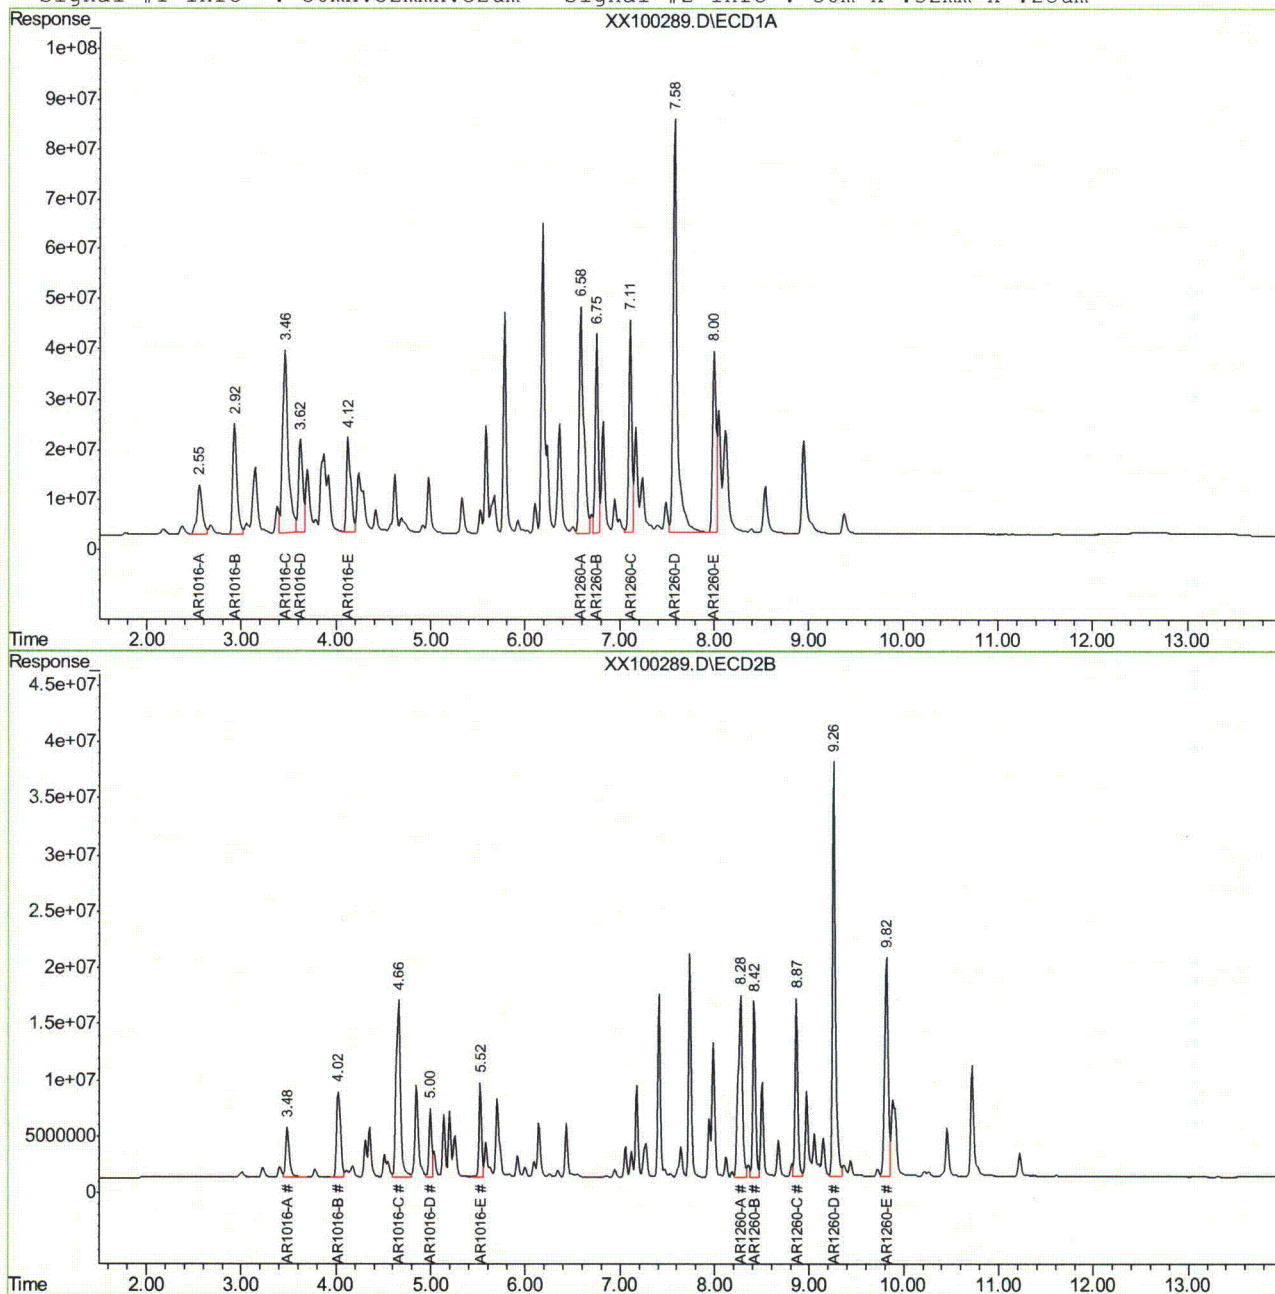 Response_
XX100289.D\ECD1A
1e+08
9e+07
8e+07
7e+07
6e+07
5e+07
4e+07
3e+07
2e+07
1e+07
0
2.55
2.92
3.46
3.62
4.12
6.58
6.75
7.11
7.58
8.00
AR1016-A
AR1016-B
AR1016-C
AR1016-D
AR1016-E
AR1260-A
AR1260-B
AR1260-C
AR1260-D
AR1260-E
Time 2.00 3.00 4.00 5.00 6.00 7.00 8.00 9.00 10.00 11.00 12.00 13.00
Response_
XX100289.D\ECD2B
4.5e+07
4e+07
3.5e+07
3e+07
2.5e+07
2e+07
1.5e+07
1e+07
5000000
0
3.48
4.02
4.66
5.00
5.52
8.28
8.42
8.87
9.26
9.82
AR1016-A #
AR1016-B #
AR1016-C #
AR1016-D #
AR1016-E #
AR1260-A #
AR1260-B #
AR1260-C #
AR1260-D #
AR1260-E #
Time 2.00 3.00 4.00 5.00 6.00 7.00 8.00 9.00 10.00 11.00 12.00 13.00